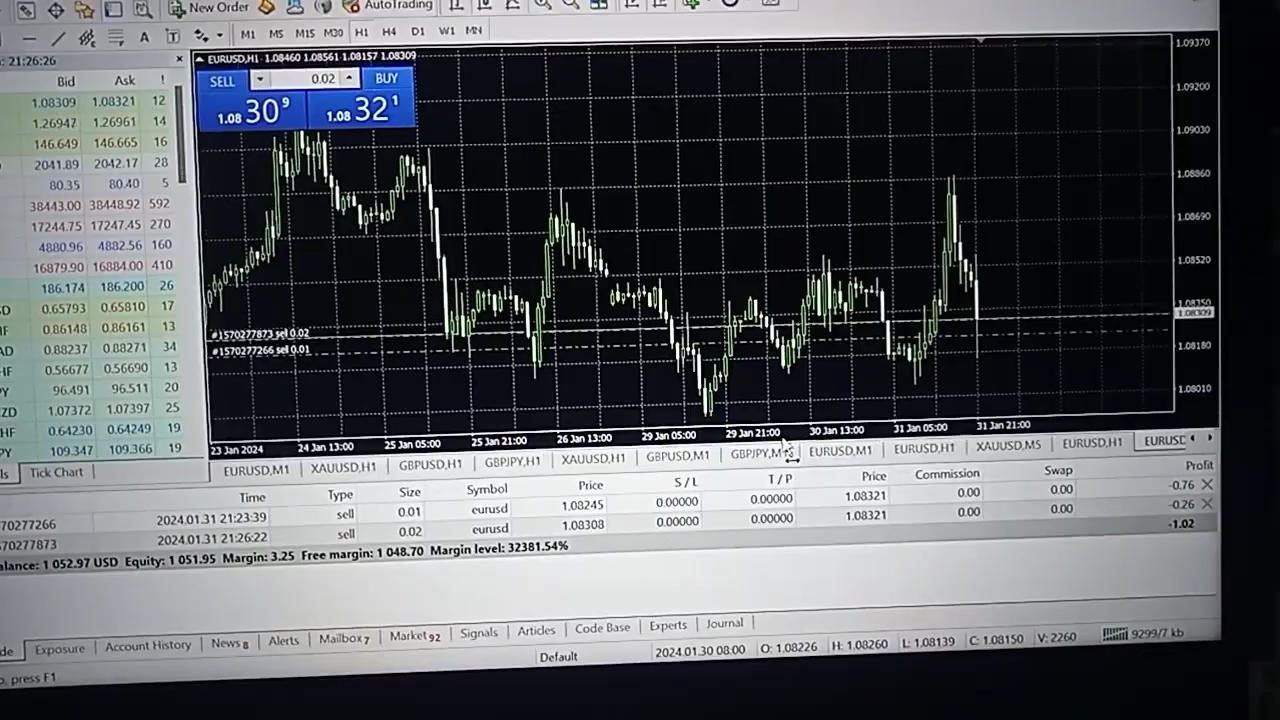 New Order AutoTrading
A T M1 M5 M15 M30 H1 H4 D1 W1 MN
: 21:26:26
Bid Ask !
1.08309 1.08321 12
1.26947 1.26961 14
146.649 146.665 16
2041.89 2042.17 28
80.35 80.40 5
38443.00 38448.92 592
17244.75 17247.45 270
4880.96 4882.56 160
16879.90 16884.00 410
186.174 186.200 26
D 0.65793 0.65810 17
HF 0.86148 0.86161 13
AD 0.88237 0.88271 34
HF 0.56677 0.56690 13
PY 96.491 96.511 20
ZD 1.07372 1.07397 25
HF 0.64230 0.64249 19
PY 109.347 109.366 19
ls Tick Chart
EURUSD,H1 1.08460 1.08561 1.08157 1.08309
SELL 0.02 BUY
1.08 30 9 1.08 32 1
#1570277873 sell 0.02
#1570277266 sell 0.01
1.09370
1.09200
1.09030
1.08860
1.08690
1.08520
1.08350
1.08309
1.08180
1.08010
23 Jan 2024 24 Jan 13:00 25 Jan 05:00 25 Jan 21:00 26 Jan 13:00 29 Jan 05:00 29 Jan 21:00 30 Jan 13:00 31 Jan 05:00 31 Jan 21:00
EURUSD,M1 XAUUSD,H1 GBPUSD,H1 GBPJPY,H1 XAUUSD,H1 GBPUSD,M1 GBPJPY,M15 EURUSD,M1 EURUSD,H1 XAUUSD,M5 EURUSD,H1 EURUSD
Time Type Size Symbol Price S / L T / P Price Commission Swap Profit
70277266 2024.01.31 21:23:39 sell 0.01 eurusd 1.08245 0.00000 0.00000 1.08321 0.00 0.00 -0.76
70277873 2024.01.31 21:26:22 sell 0.02 eurusd 1.08308 0.00000 0.00000 1.08321 0.00 0.00 -0.26
alance: 1 052.97 USD Equity: 1 051.95 Margin: 3.25 Free margin: 1 048.70 Margin level: 32381.54% -1.02
de Exposure Account History News 8 Alerts Mailbox 7 Market 92 Signals Articles Code Base Experts Journal
p, press F1 Default 2024.01.30 08:00 O: 1.08226 H: 1.08260 L: 1.08139 C: 1.08150 V: 2260 9299/7 kb